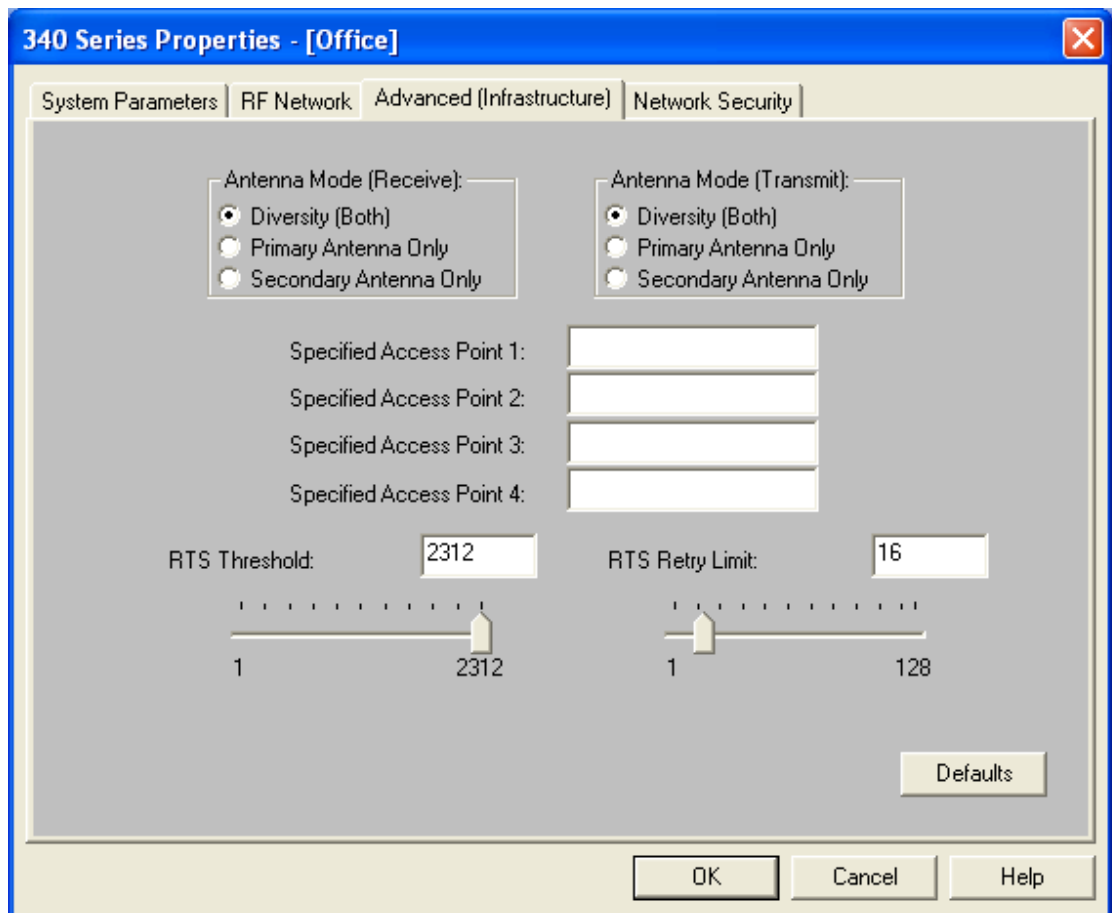 340 Series Properties - [Office]
System Parameters RF Network Advanced (Infrastructure) Network Security
Antenna Mode (Receive): Antenna Mode (Transmit):
Diversity (Both) Diversity (Both)
Primary Antenna Only Primary Antenna Only
Secondary Antenna Only Secondary Antenna Only
Specified Access Point 1:
Specified Access Point 2:
Specified Access Point 3:
Specified Access Point 4:
RTS Threshold: 2312 RTS Retry Limit: 16
1 2312 1 128
Defaults
OK Cancel Help